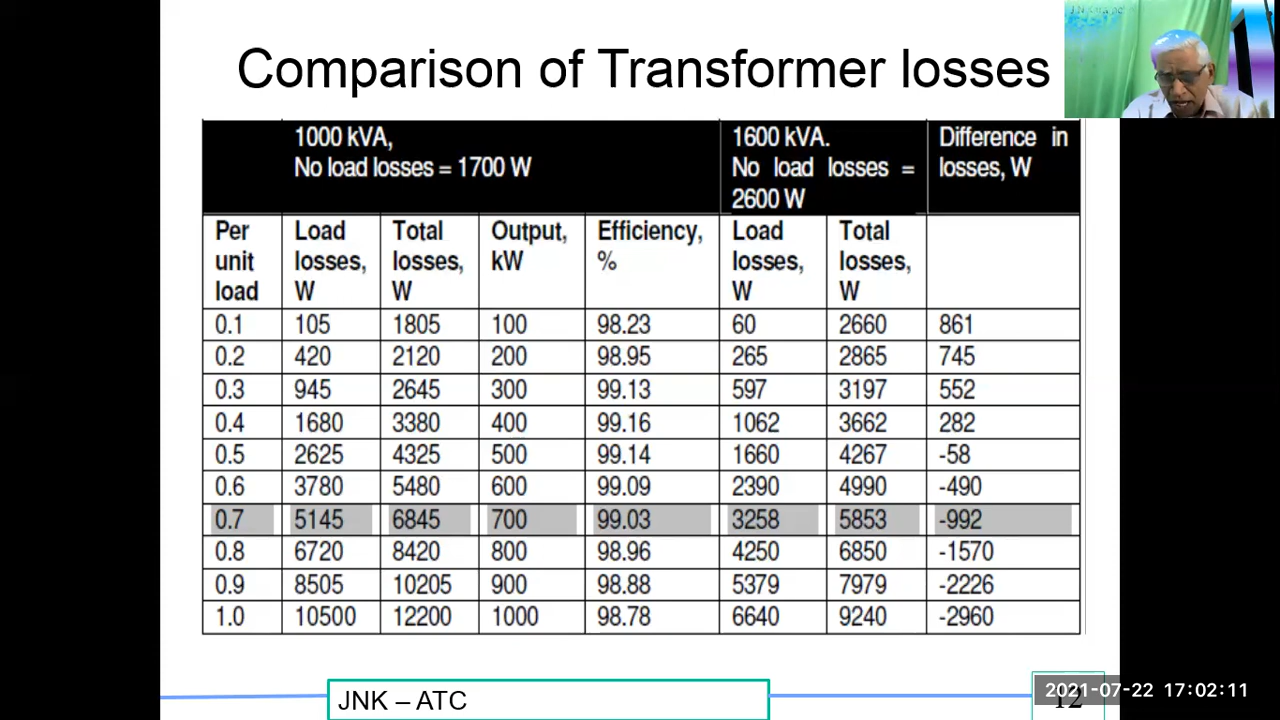 Comparison of Transformer losses
1000 kVA,
No load losses = 1700 W
1600 kVA.
No load losses =
2600 W
Difference in
losses, W
Per unit load Load losses, W Total losses, W Output, kW Efficiency, % Load losses, W Total losses, W
0.1 105 1805 100 98.23 60 2660 861
0.2 420 2120 200 98.95 265 2865 745
0.3 945 2645 300 99.13 597 3197 552
0.4 1680 3380 400 99.16 1062 3662 282
0.5 2625 4325 500 99.14 1660 4267 -58
0.6 3780 5480 600 99.09 2390 4990 -490
0.7 5145 6845 700 99.03 3258 5853 -992
0.8 6720 8420 800 98.96 4250 6850 -1570
0.9 8505 10205 900 98.88 5379 7979 -2226
1.0 10500 12200 1000 98.78 6640 9240 -2960
JNK – ATC
12
2021-07-22 17:02:11